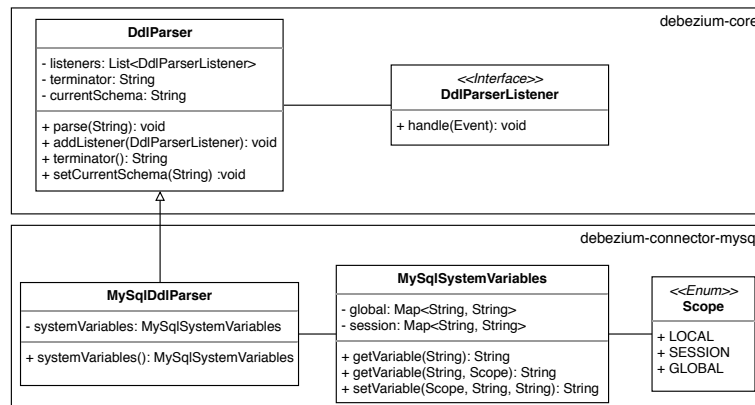 debezium-core
DdlParser
- listeners: List<DdlParserListener>
- terminator: String
- currentSchema: String
+ parse(String): void
+ addListener(DdlParserListener): void
+ terminator(): String
+ setCurrentSchema(String) :void
<<Interface>>
DdlParserListener
+ handle(Event): void
debezium-connector-mysql
MySqlDdlParser
- systemVariables: MySqlSystemVariables
+ systemVariables(): MySqlSystemVariables
MySqlSystemVariables
- global: Map<String, String>
- session: Map<String, String>
+ getVariable(String): String
+ getVariable(String, Scope): String
+ setVariable(Scope, String, String): String
<<Enum>>
Scope
+ LOCAL
+ SESSION
+ GLOBAL